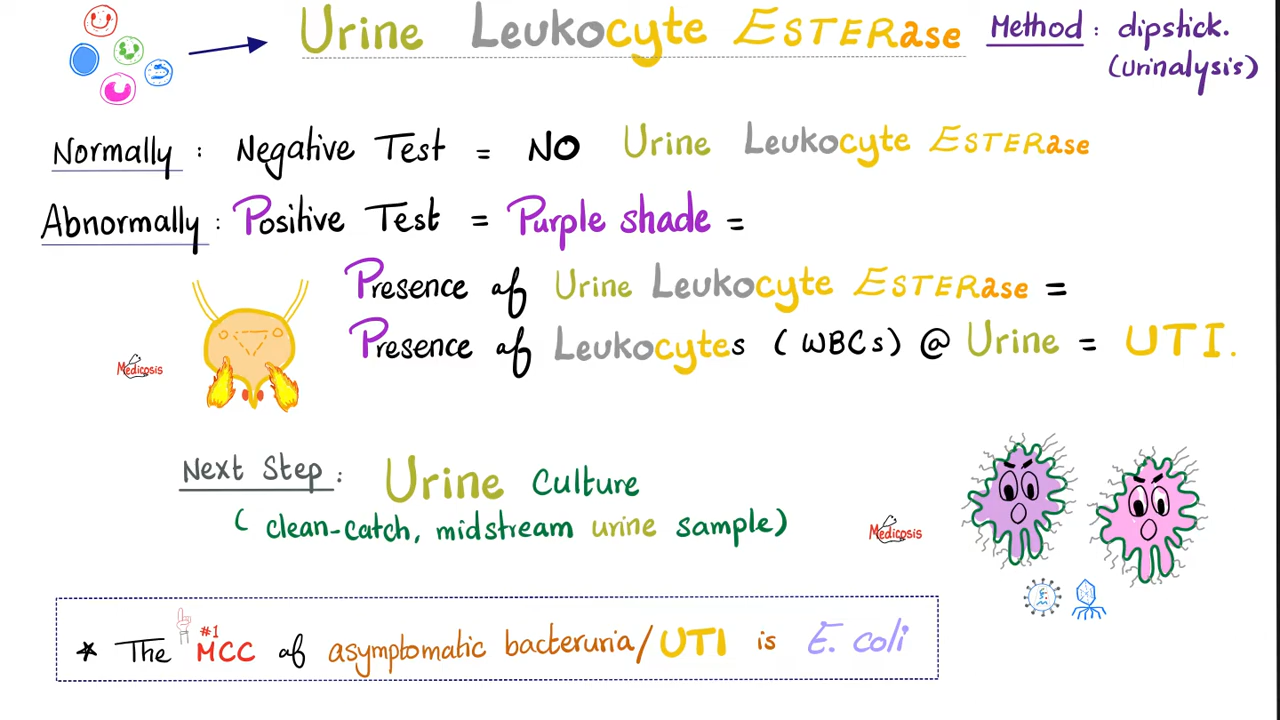 Urine Leukocyte ESTERase
Method : dipstick.
(urinalysis)
Normally : Negative Test = NO Urine Leukocyte ESTERase
Abnormally : Positive Test = Purple shade =
Presence of Urine Leukocyte ESTERase =
Presence of Leukocytes (WBCs) @ Urine = UTI.
Medicosis
Next Step : Urine Culture
(clean-catch, midstream urine sample)
Medicosis
#1
* The MCC of asymptomatic bacteruria/UTI is E. coli